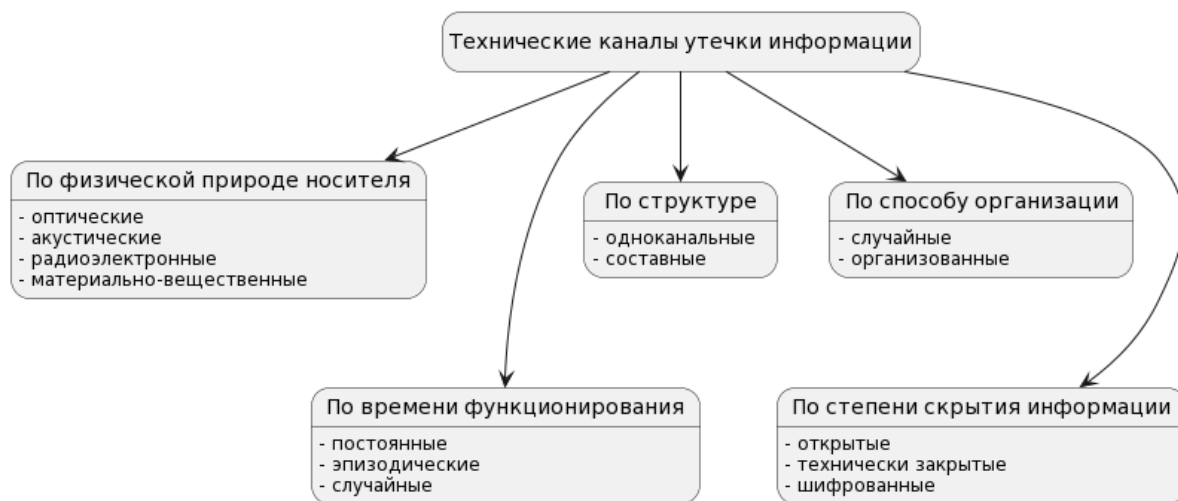 Технические каналы утечки информации
По физической природе носителя
- оптические
- акустические
- радиоэлектронные
- материально-вещественные
По структуре
- одноканальные
- составные
По способу организации
- случайные
- организованные
По времени функционирования
- постоянные
- эпизодические
- случайные
По степени скрытия информации
- открытые
- технически закрытые
- шифрованные